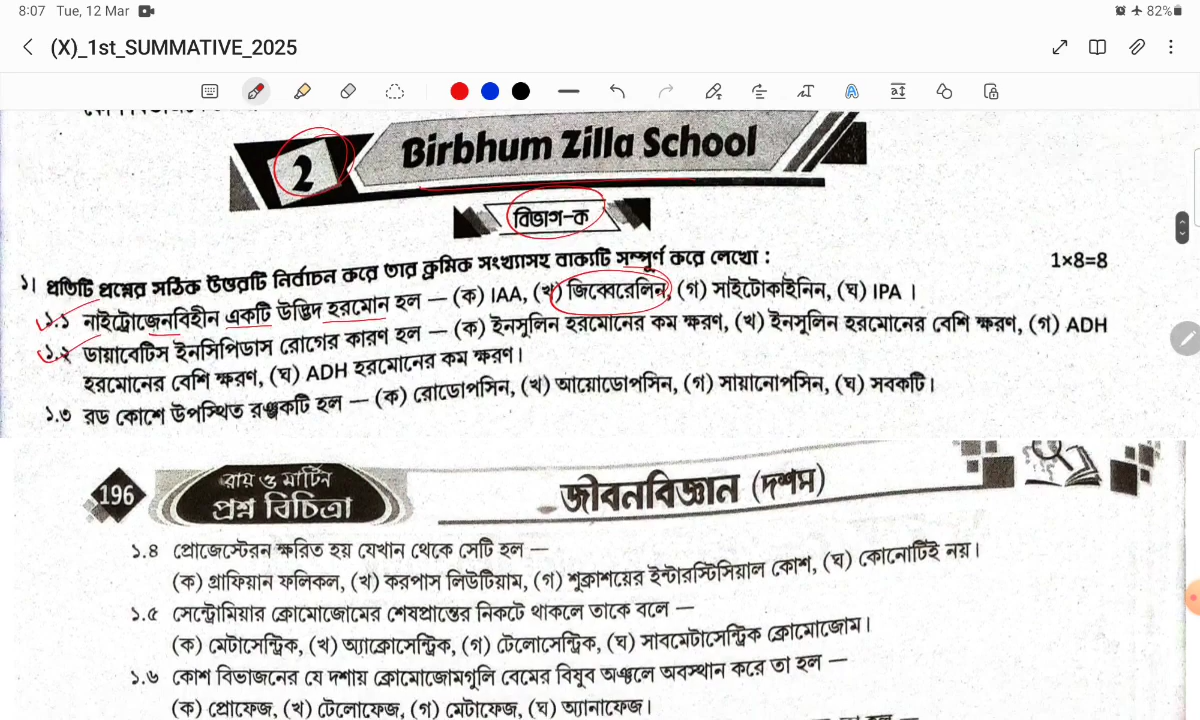 8:07 Tue, 12 Mar
82%
(X)_1st_SUMMATIVE_2025
2 Birbhum Zilla School
বিভাগ-ক
১। প্রতিটি প্রশ্নের সঠিক উত্তরটি নির্বাচন করে তার ক্রমিক সংখ্যাসহ বাক্যটি সম্পূর্ণ করে লেখো : 1×8=8
১.১ নাইট্রোজেনবিহীন একটি উদ্ভিদ হরমোন হল — (ক) IAA, (খ) জিব্বেরেলিন, (গ) সাইটোকাইনিন, (ঘ) IPA ।
১.২ ডায়াবেটিস ইনসিপিডাস রোগের কারণ হল — (ক) ইনসুলিন হরমোনের কম ক্ষরণ, (খ) ইনসুলিন হরমোনের বেশি ক্ষরণ, (গ) ADH
হরমোনের বেশি ক্ষরণ, (ঘ) ADH হরমোনের কম ক্ষরণ।
১.৩ রড কোশে উপস্থিত রঞ্জকটি হল — (ক) রোডোপসিন, (খ) আয়োডোপসিন, (গ) সায়ানোপসিন, (ঘ) সবকটি।
196 রায় ও মার্টিন
প্রশ্ন বিচিত্রা
জীবনবিজ্ঞান (দশম)
১.৪ প্রোজেস্টেরন ক্ষরিত হয় যেখান থেকে সেটি হল —
(ক) গ্রাফিয়ান ফলিকল, (খ) করপাস লিউটিয়াম, (গ) শুক্রাশয়ের ইন্টারস্টিসিয়াল কোশ, (ঘ) কোনোটিই নয়।
১.৫ সেন্ট্রোমিয়ার ক্রোমোজোমের শেষপ্রান্তের নিকটে থাকলে তাকে বলে —
(ক) মেটাসেন্ট্রিক, (খ) অ্যাক্রোসেন্ট্রিক, (গ) টেলোসেন্ট্রিক, (ঘ) সাবমেটাসেন্ট্রিক ক্রোমোজোম।
১.৬ কোশ বিভাজনের যে দশায় ক্রোমোজোমগুলি বেমের বিষুব অঞ্চলে অবস্থান করে তা হল —
(ক) প্রোফেজ, (খ) টেলোফেজ, (গ) মেটাফেজ, (ঘ) অ্যানাফেজ।